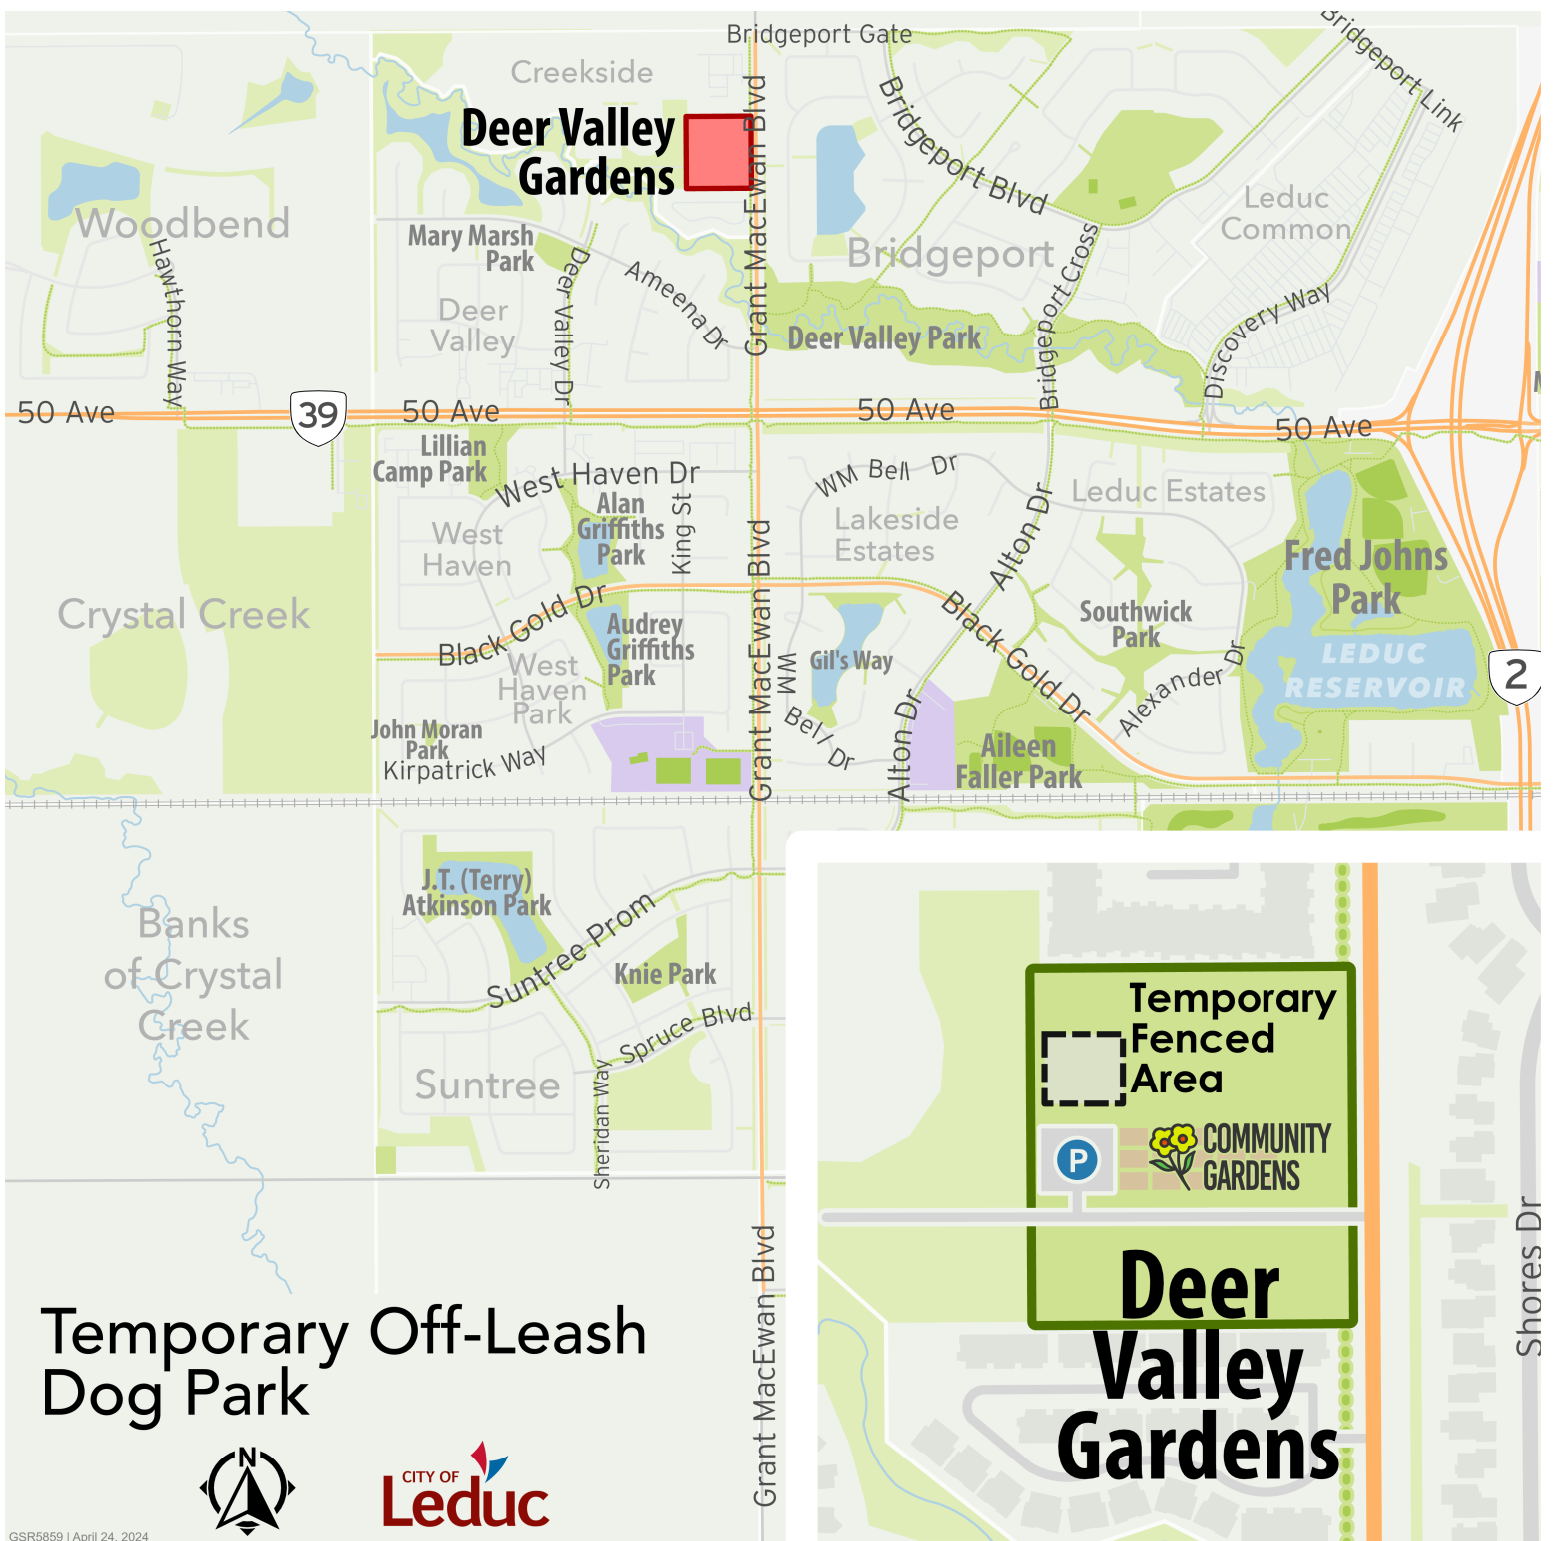 Bridgeport Gate
Bridgeport Link
Creekside
Deer Valley
Gardens
Grant MacEwan Blvd
Bridgeport Blvd
Woodbend
Leduc
Common
Mary Marsh
Park
Bridgeport
Hawthorn Way
Deer Valley Dr
Ameena Dr
Bridgeport Cross
Deer
Valley
Deer Valley Park
Discovery Way
50 Ave
39
50 Ave
50 Ave
50 Ave
Lillian
Camp Park
West Haven Dr
WM Bell Dr
Leduc Estates
Alan
Griffiths
Park
King St
Lakeside
Estates
Alton Dr
West
Haven
Grant MacEwan Blvd
Fred Johns
Park
Crystal Creek
Black Gold Dr
Black Gold Dr
Southwick
Park
Audrey
Griffiths
Park
West
Haven
Park
Gil's Way
WM
Bell Dr
Alexander Dr
LEDUC
RESERVOIR
2
John Moran
Park
Kirpatrick Way
Alton Dr
Aileen
Faller Park
J.T. (Terry)
Atkinson Park
Banks
of Crystal
Creek
Suntree Prom
Knie Park
Spruce Blvd
Suntree
Sheridan Way
Grant MacEwan Blvd
Temporary
Fenced
Area
P
COMMUNITY
GARDENS
Shores Dr
Deer
Valley
Gardens
Temporary Off-Leash
Dog Park
N
CITY OF
Leduc
GSR5859 | April 24, 2024